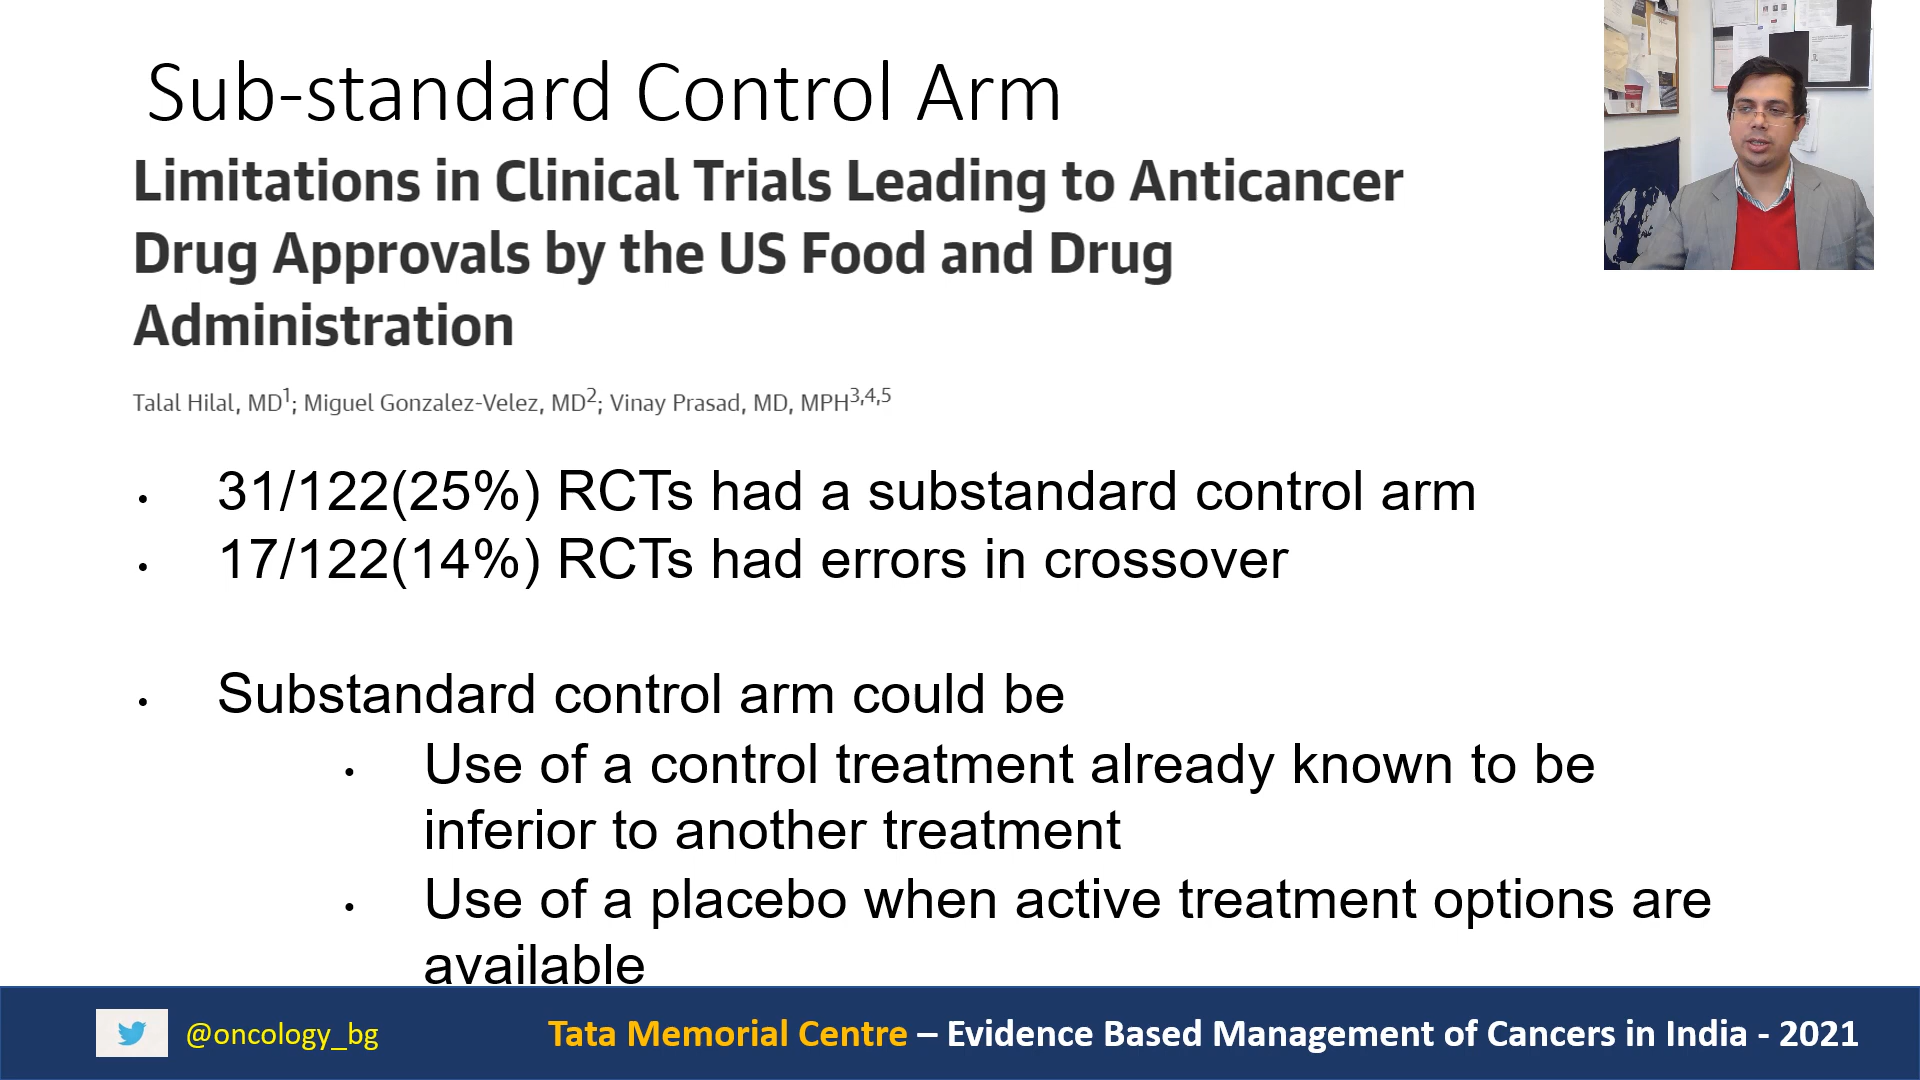 Sub-standard Control Arm
Limitations in Clinical Trials Leading to Anticancer
Drug Approvals by the US Food and Drug
Administration
Talal Hilal, MD1; Miguel Gonzalez-Velez, MD2; Vinay Prasad, MD, MPH3,4,5
• 31/122(25%) RCTs had a substandard control arm
• 17/122(14%) RCTs had errors in crossover
• Substandard control arm could be
• Use of a control treatment already known to be
inferior to another treatment
• Use of a placebo when active treatment options are
available
@oncology_bg
Tata Memorial Centre – Evidence Based Management of Cancers in India - 2021